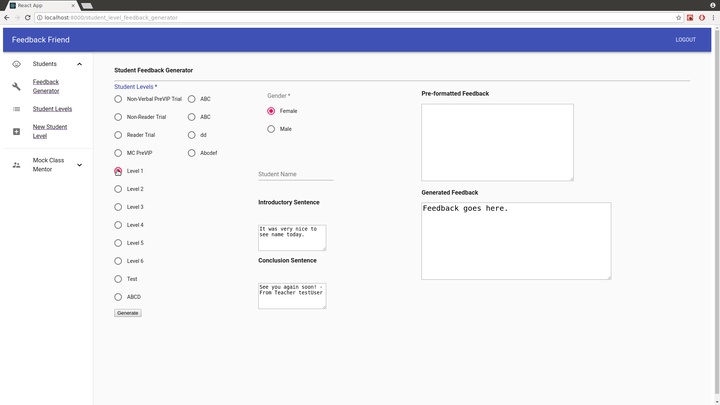 React App
localhost:8000/student_level_feedback_generator
Feedback Friend
LOGOUT
Students
Feedback
Generator
Student Levels
New Student
Level
Mock Class
Mentor
Student Feedback Generator
Student Levels *
Non-Verbal PreVIP Trial
ABC
Non-Reader Trial
ABC
Reader Trial
dd
MC PreVIP
Abcdef
Level 1
Level 2
Level 3
Level 4
Level 5
Level 6
Test
ABCD
Generate
Gender *
Female
Male
Student Name
Introductory Sentence
It was very nice to
see name today.
Conclusion Sentence
See you again soon! -
From Teacher testUser
Pre-formatted Feedback
Generated Feedback
Feedback goes here.